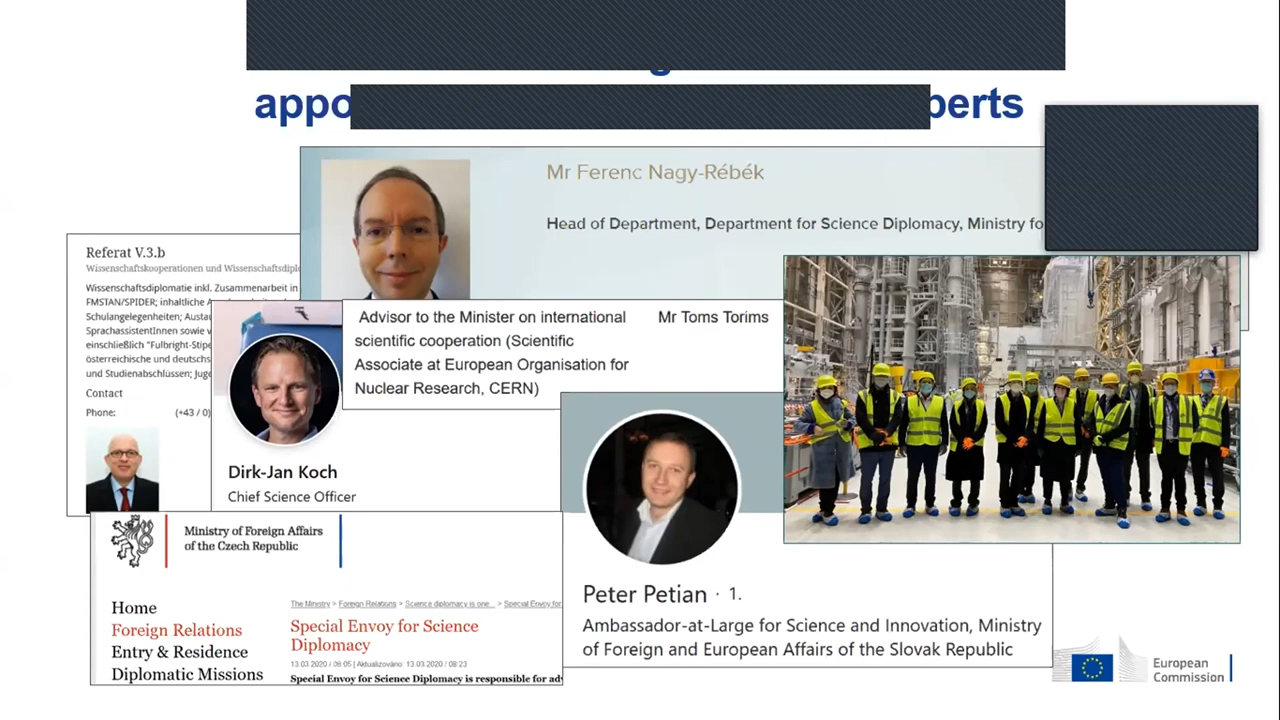 appo
perts
Mr Ferenc Nagy-Rébék
Head of Department, Department for Science Diplomacy, Ministry fo
Referat V.3.b
Wissenschaftskooperationen und Wissenschaftsdiplo
Wissenschaftsdiplomatie inkl. Zusammenarbeit in
FMSTAN/SPIDER; inhaltliche A
Schulangelegenheiten; Austau
SprachassistentInnen sowie v
einschließlich "Fulbright-Stipe
österreichische und deutschs
und Studienabschlüssen; Juge
Contact
Phone: (+43 / 0)
Advisor to the Minister on international
scientific cooperation (Scientific
Associate at European Organisation for
Nuclear Research, CERN)
Mr Toms Torims
Dirk-Jan Koch
Chief Science Officer
Ministry of Foreign Affairs
of the Czech Republic
Home
Foreign Relations
Entry & Residence
Diplomatic Missions
The Ministry > Foreign Relations > Science diplomacy is one... > Special Envoy for
Special Envoy for Science
Diplomacy
13.03.2020 / 08:05 | Aktualizováno: 13.03.2020 / 08:23
Special Envoy for Science Diplomacy is responsible for adv
Peter Petian · 1.
Ambassador-at-Large for Science and Innovation, Ministry
of Foreign and European Affairs of the Slovak Republic
European
Commission